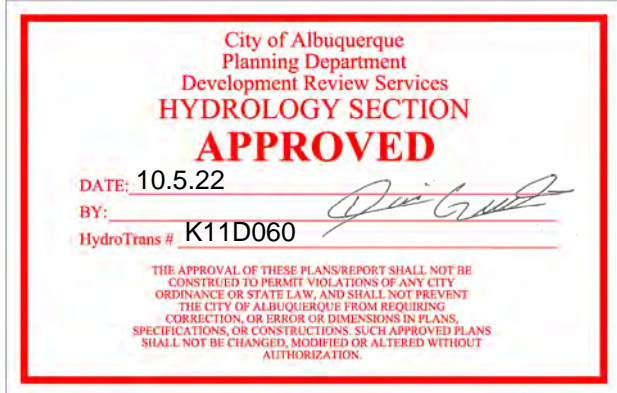 City of Albuquerque
Planning Department
Development Review Services
HYDROLOGY SECTION
APPROVED
DATE: 10.5.22
BY:
HydroTrans # K11D060
THE APPROVAL OF THESE PLANS/REPORT SHALL NOT BE
CONSTRUED TO PERMIT VIOLATIONS OF ANY CITY
ORDINANCE OR STATE LAW, AND SHALL NOT PREVENT
THE CITY OF ALBUQUERQUE FROM REQUIRING
CORRECTION, OR ERROR OR DIMENSIONS IN PLANS,
SPECIFICATIONS, OR CONSTRUCTIONS. SUCH APPROVED PLANS
SHALL NOT BE CHANGED, MODIFIED OR ALTERED WITHOUT
AUTHORIZATION.